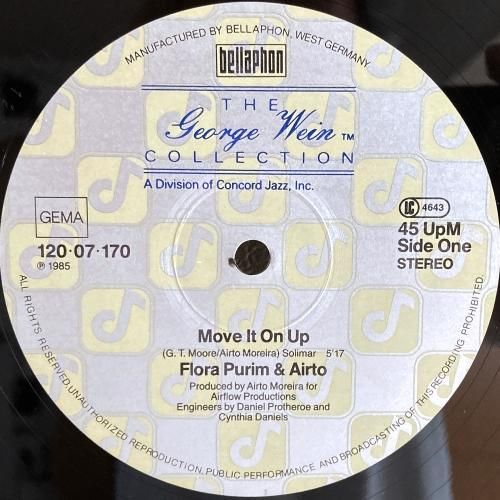 MANUFACTURED BY BELLAPHON, WEST GERMANY
bellaphon
THE
George Wein TM
COLLECTION
A Division of Concord Jazz, Inc.
GEMA
LC 4643
120·07·170
℗ 1985
45 UpM
Side One
STEREO
Move It On Up
(G. T. Moore/Airto Moreira) Solimar 5'17
Flora Purim & Airto
Produced by Airto Moreira for
Airflow Productions
Engineers by Daniel Protheroe and
Cynthia Daniels
ALL RIGHTS RESERVED. UNAUTHORIZED REPRODUCTION, PUBLIC PERFORMANCE AND BROADCASTING OF THIS RECORDING PROHIBITED